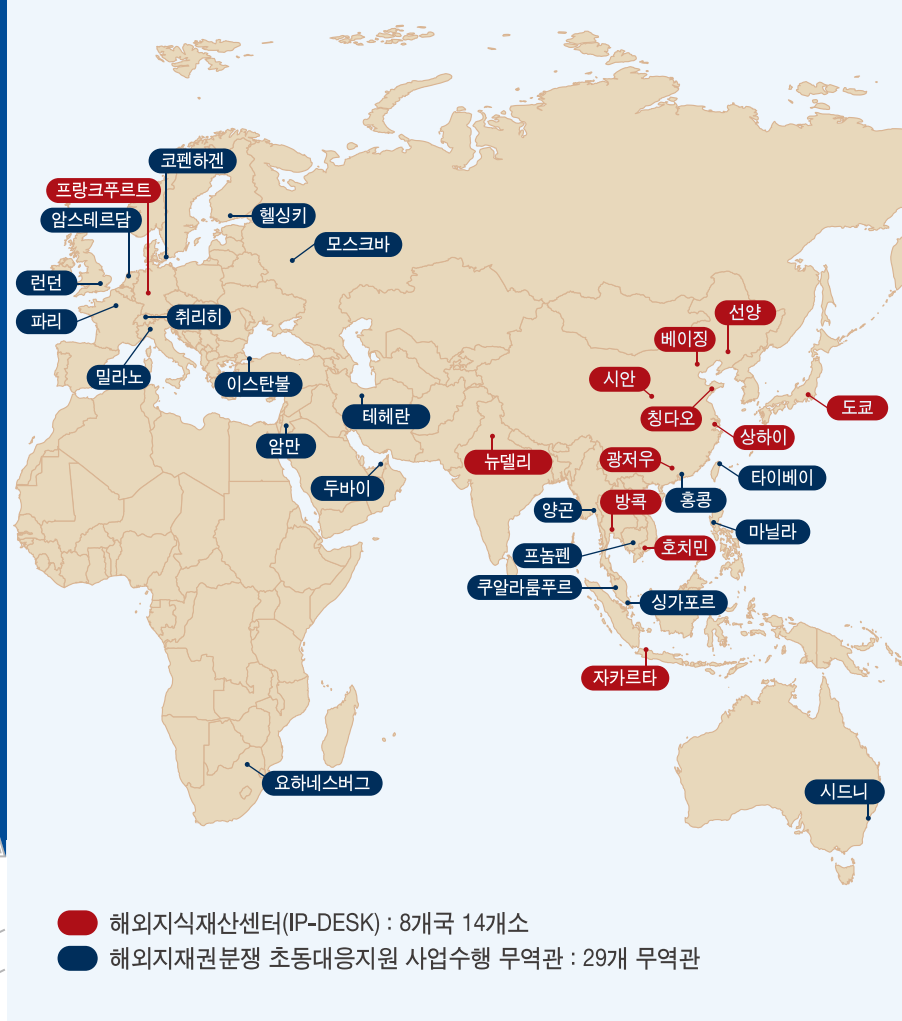 코펜하겐
프랑크푸르트
암스테르담
헬싱키
모스크바
런던
파리
취리히
밀라노
이스탄불
테헤란
암만
두바이
선양
베이징
시안
칭다오
도쿄
상하이
뉴델리
광저우
타이베이
양곤
방콕
홍콩
마닐라
프놈펜
호치민
쿠알라룸푸르
싱가포르
자카르타
요하네스버그
시드니
해외지식재산센터(IP-DESK) : 8개국 14개소
해외지재권분쟁 초동대응지원 사업수행 무역관 : 29개 무역관